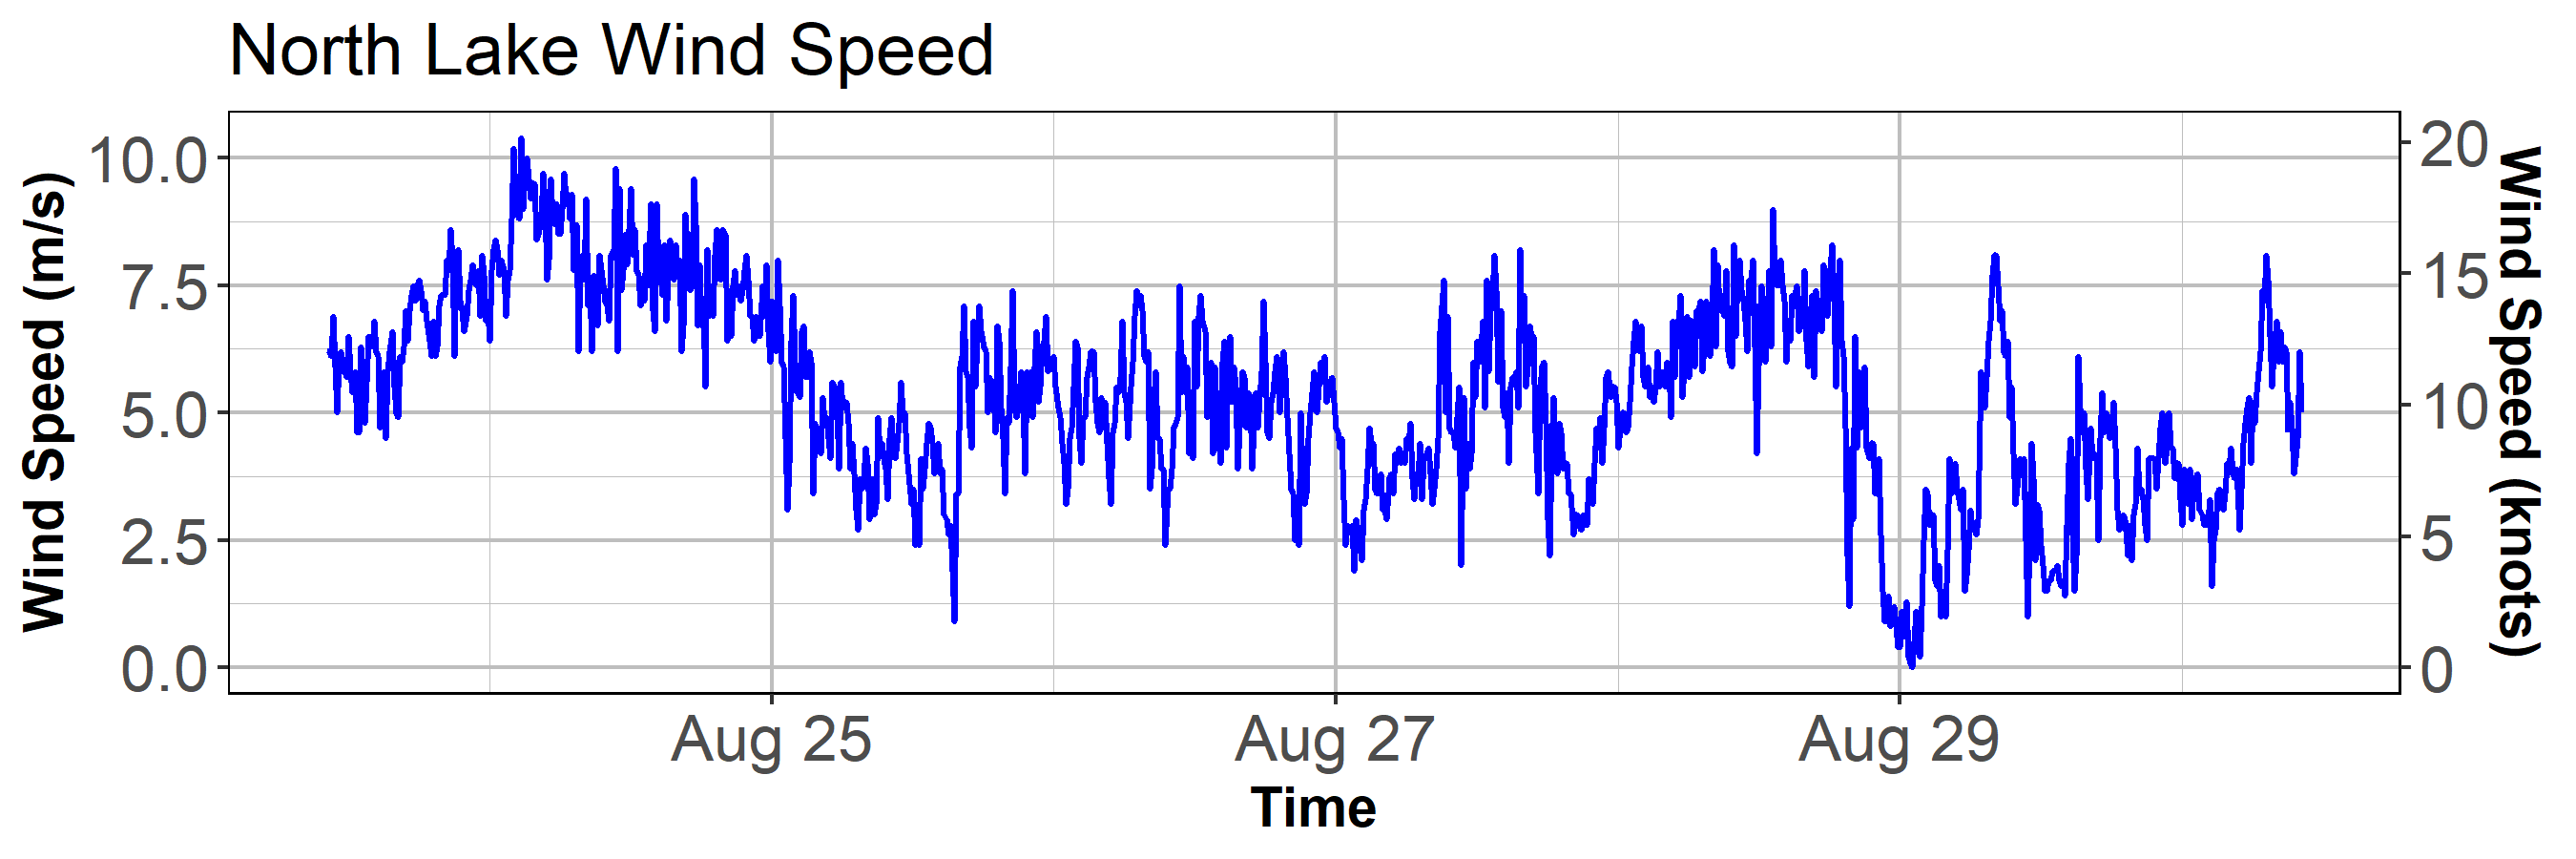 North Lake Wind Speed
Wind Speed (m/s)
10.0
7.5
5.0
2.5
0.0
20
15
10
5
0
Wind Speed (knots)
Aug 25
Aug 27
Aug 29
Time